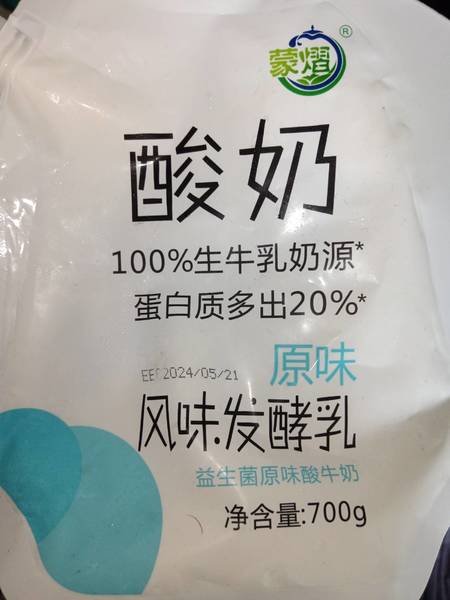 蒙熠®
酸奶
100%生牛乳奶源*
蛋白质多出20%*
原味
2024/05/21
风味发酵乳
益生菌原味酸牛奶
净含量:700g